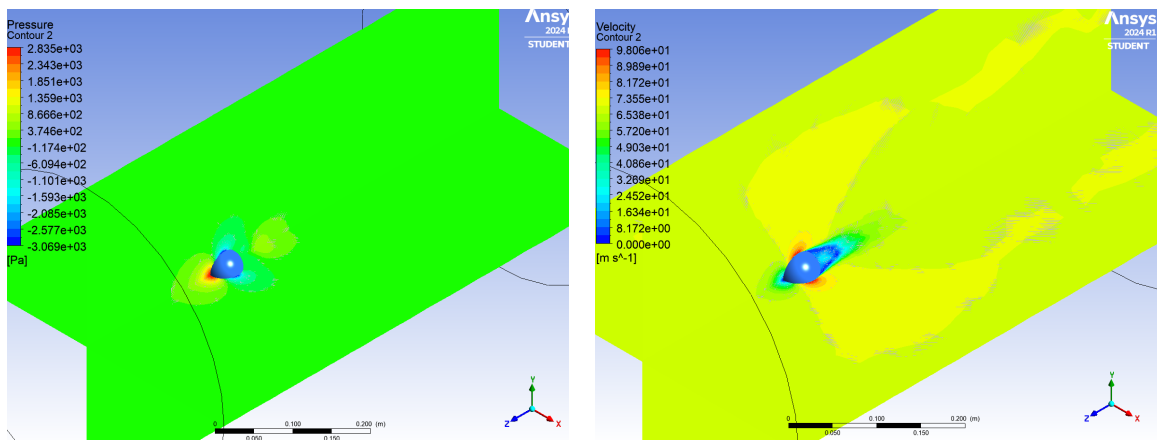 Pressure
Contour 2
2.835e+03
2.343e+03
1.851e+03
1.359e+03
8.666e+02
3.746e+02
-1.174e+02
-6.094e+02
-1.101e+03
-1.593e+03
-2.085e+03
-2.577e+03
-3.069e+03
[Pa]
Ansys
2024
STUDENT
Y
Z
X
0
0.100
0.200 (m)
0.050
0.150
Velocity
Contour 2
9.806e+01
8.989e+01
8.172e+01
7.355e+01
6.538e+01
5.720e+01
4.903e+01
4.086e+01
3.269e+01
2.452e+01
1.634e+01
8.172e+00
0.000e+00
[m s^-1]
Ansys
2024 R1
STUDENT
Y
Z
X
0
0.100
0.200 (m)
0.050
0.150